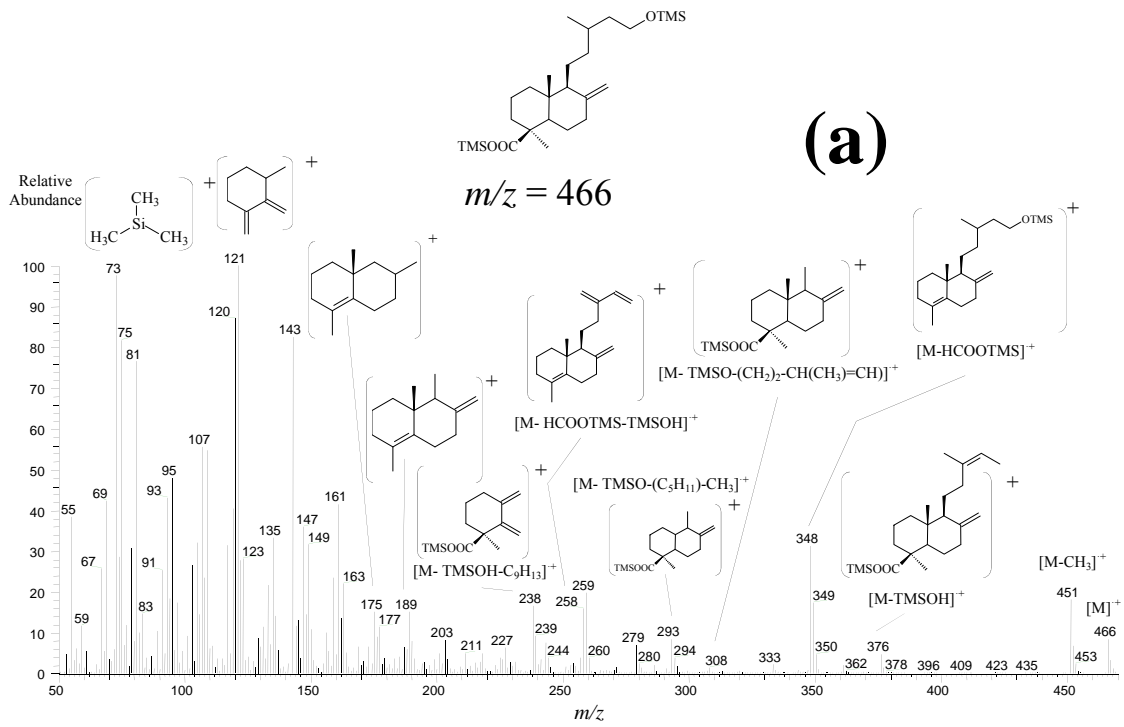 OTMS
TMSOOC
m/z = 466
(a)
Relative
Abundance
+
+
CH3
Si
H3C
CH3
+
+
OTMS
[M-HCOOTMS]·+
+
TMSOOC
[M- TMSO-(CH2)2-CH(CH3)=CH)]·+
+
[M- HCOOTMS-TMSOH]·+
+
+
TMSOOC
[M- TMSOH-C9H13]·+
[M- TMSO-(C5H11)-CH3]·+
+
TMSOOC
+
TMSOOC
[M-TMSOH]·+
[M-CH3]·+
[M]·+
100
90
80
70
60
50
40
30
20
10
0
55
59
67
69
73
75
81
83
91
93
95
107
120
121
123
135
143
147
149
161
163
175
177
189
203
211
227
238
239
244
258
259
260
279
280
293
294
308
333
348
349
350
362
376
378
396
409
423
435
451
453
466
50 100 150 200 250 300 350 400 450
m/z